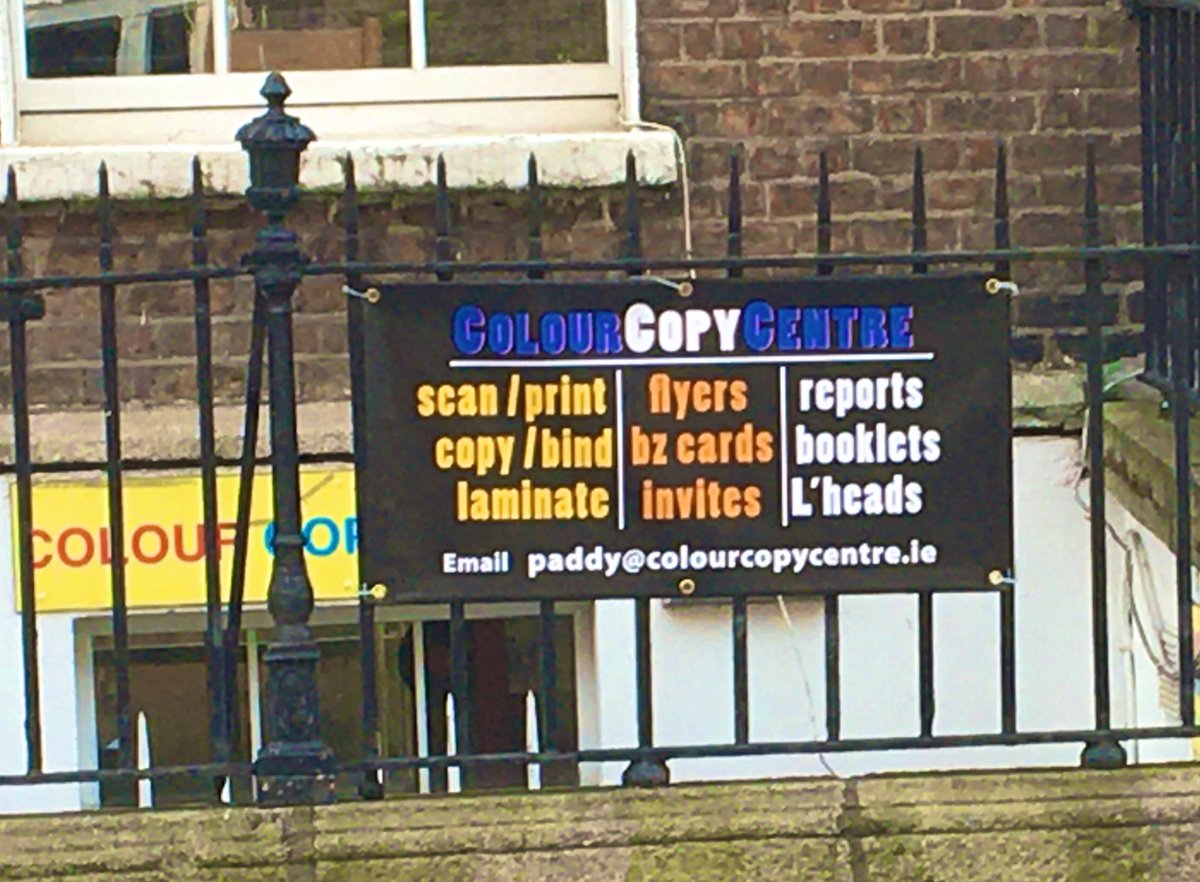 COLOURCOPYCENTRE
scan / print
copy / bind
laminate
flyers
bz cards
invites
reports
booklets
L'heads
Email paddy@colourcopycentre.ie
COLOUR COP